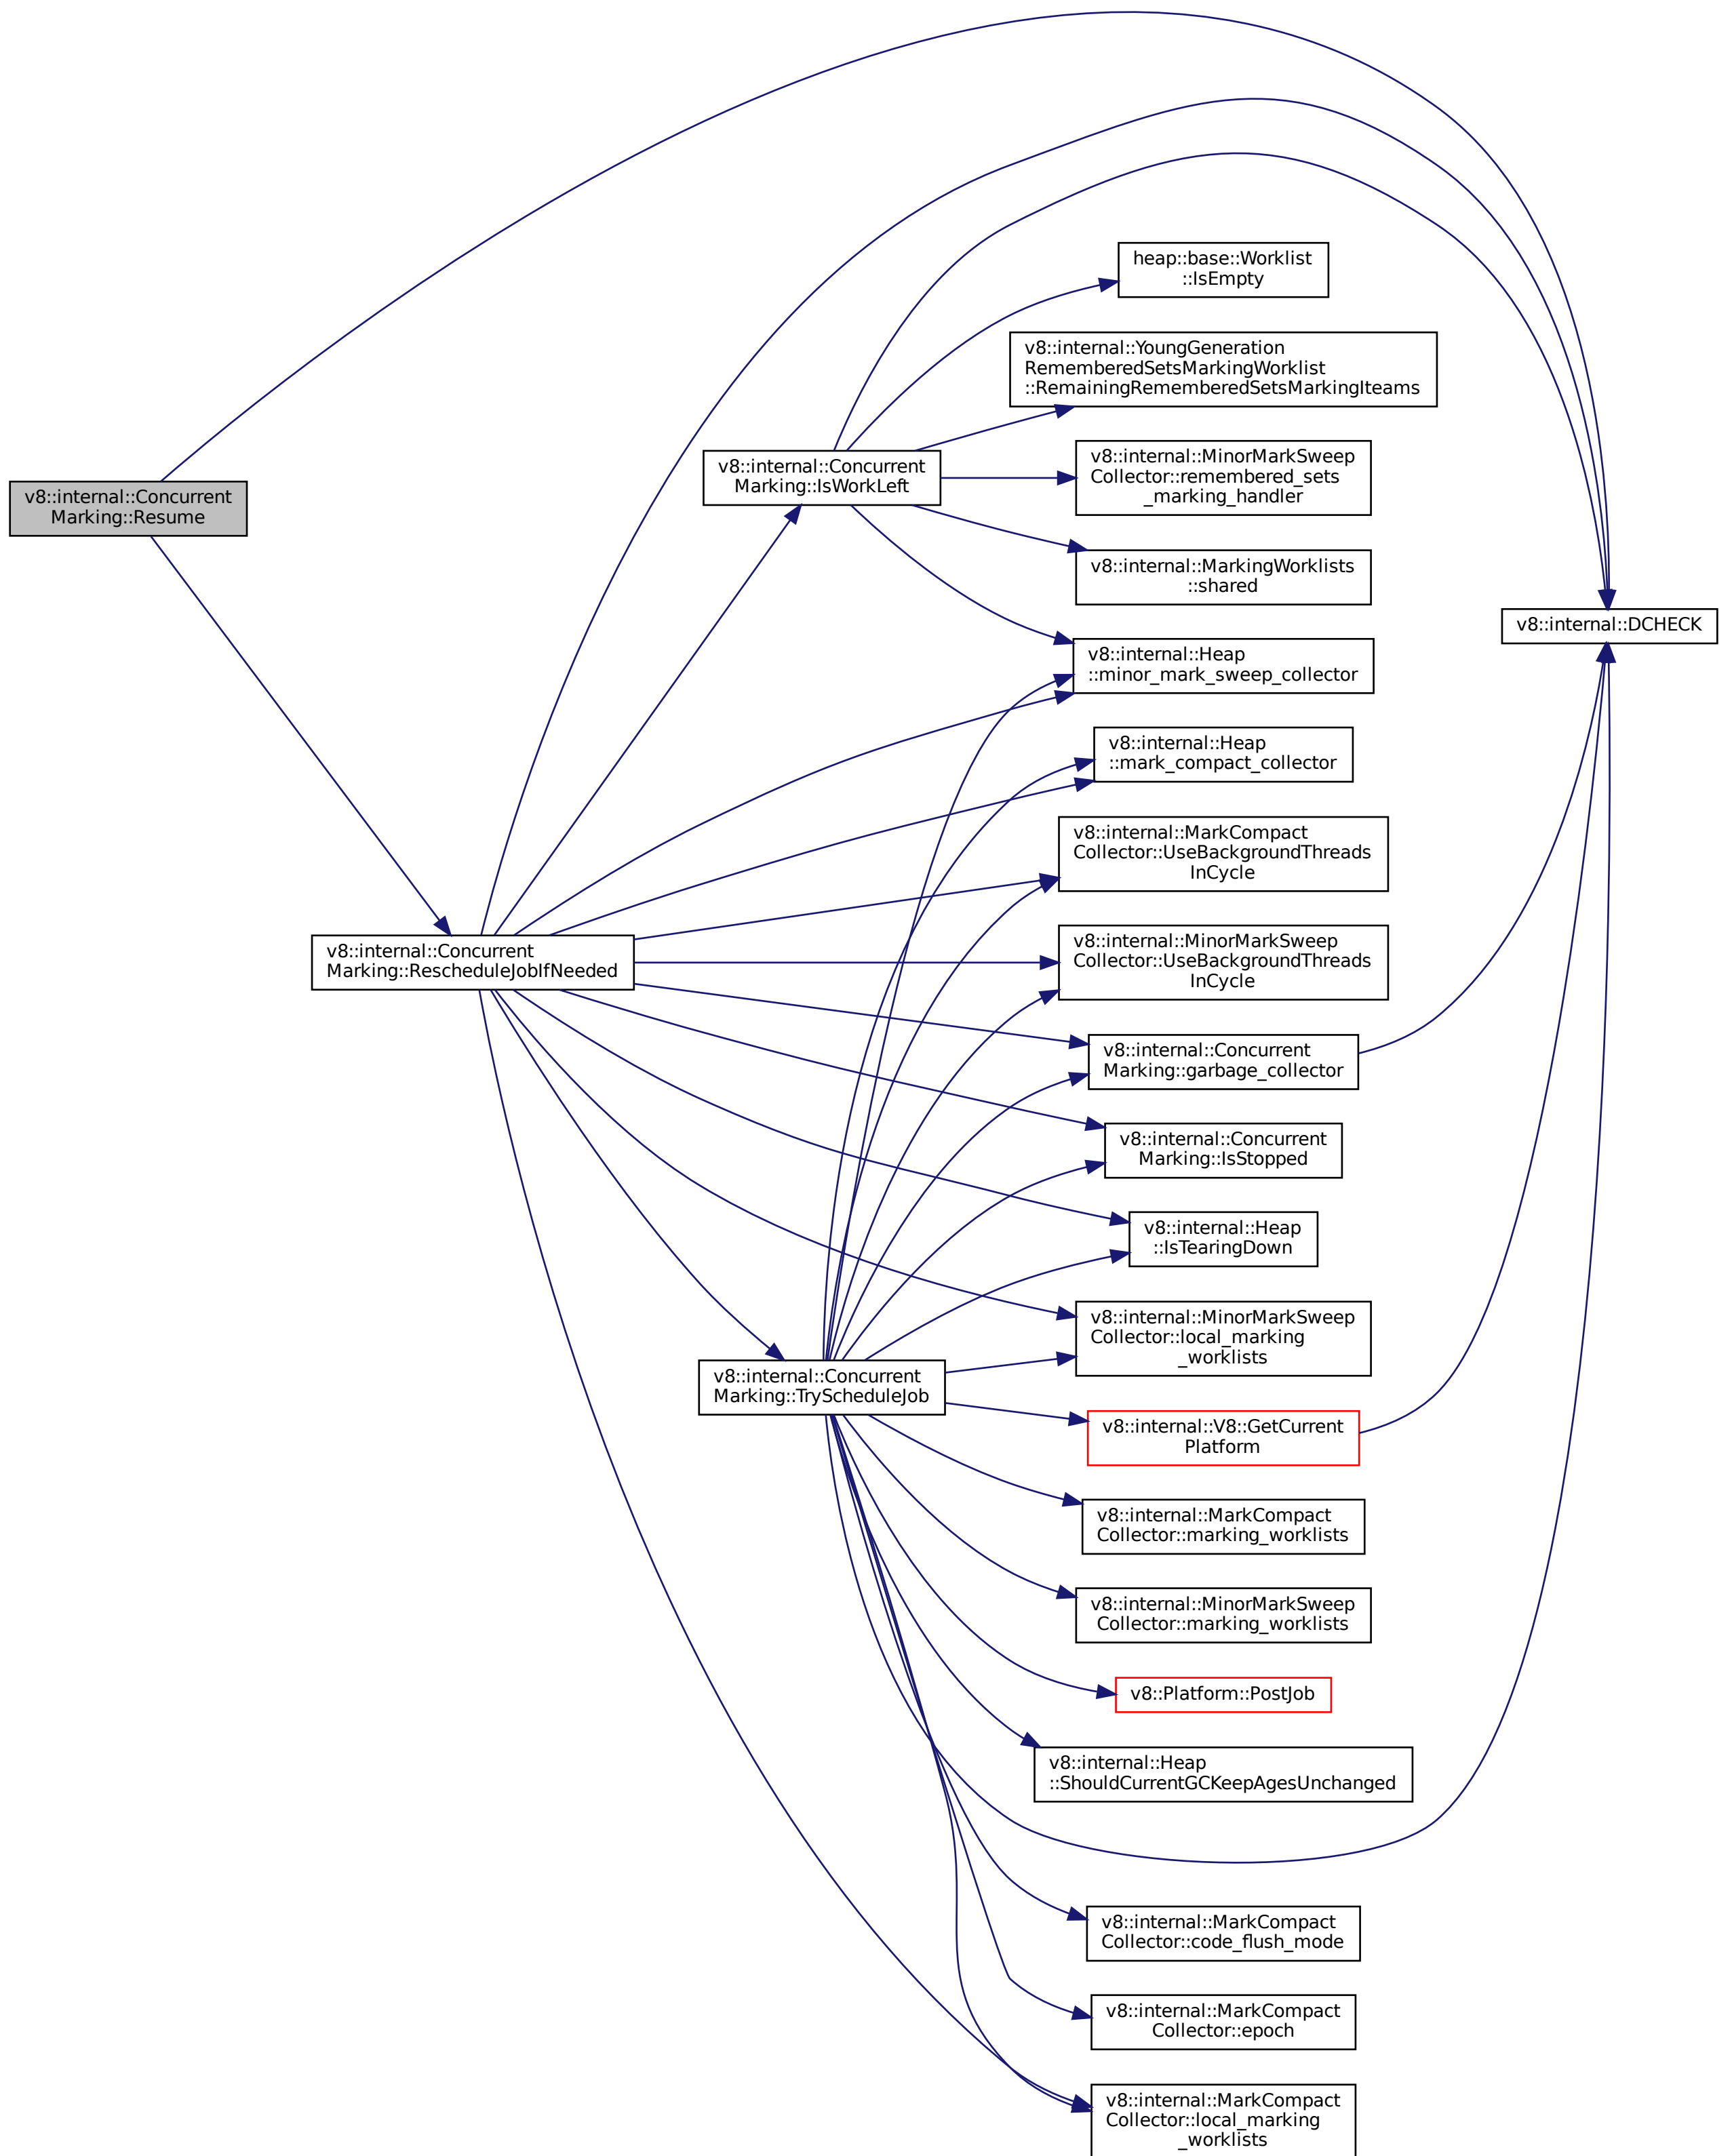 v8::internal::Concurrent
Marking::Resume
v8::internal::Concurrent
Marking::RescheduleJobIfNeeded
v8::internal::Concurrent
Marking::IsWorkLeft
v8::internal::Concurrent
Marking::TryScheduleJob
heap::base::Worklist
::IsEmpty
v8::internal::YoungGeneration
RememberedSetsMarkingWorklist
::RemainingRememberedSetsMarkingIteams
v8::internal::MinorMarkSweep
Collector::remembered_sets
_marking_handler
v8::internal::MarkingWorklists
::shared
v8::internal::Heap
::minor_mark_sweep_collector
v8::internal::Heap
::mark_compact_collector
v8::internal::MarkCompact
Collector::UseBackgroundThreads
InCycle
v8::internal::MinorMarkSweep
Collector::UseBackgroundThreads
InCycle
v8::internal::Concurrent
Marking::garbage_collector
v8::internal::Concurrent
Marking::IsStopped
v8::internal::Heap
::IsTearingDown
v8::internal::MinorMarkSweep
Collector::local_marking
_worklists
v8::internal::V8::GetCurrent
Platform
v8::internal::MarkCompact
Collector::marking_worklists
v8::internal::MinorMarkSweep
Collector::marking_worklists
v8::Platform::PostJob
v8::internal::Heap
::ShouldCurrentGCKeepAgesUnchanged
v8::internal::MarkCompact
Collector::code_flush_mode
v8::internal::MarkCompact
Collector::epoch
v8::internal::MarkCompact
Collector::local_marking
_worklists
v8::internal::DCHECK